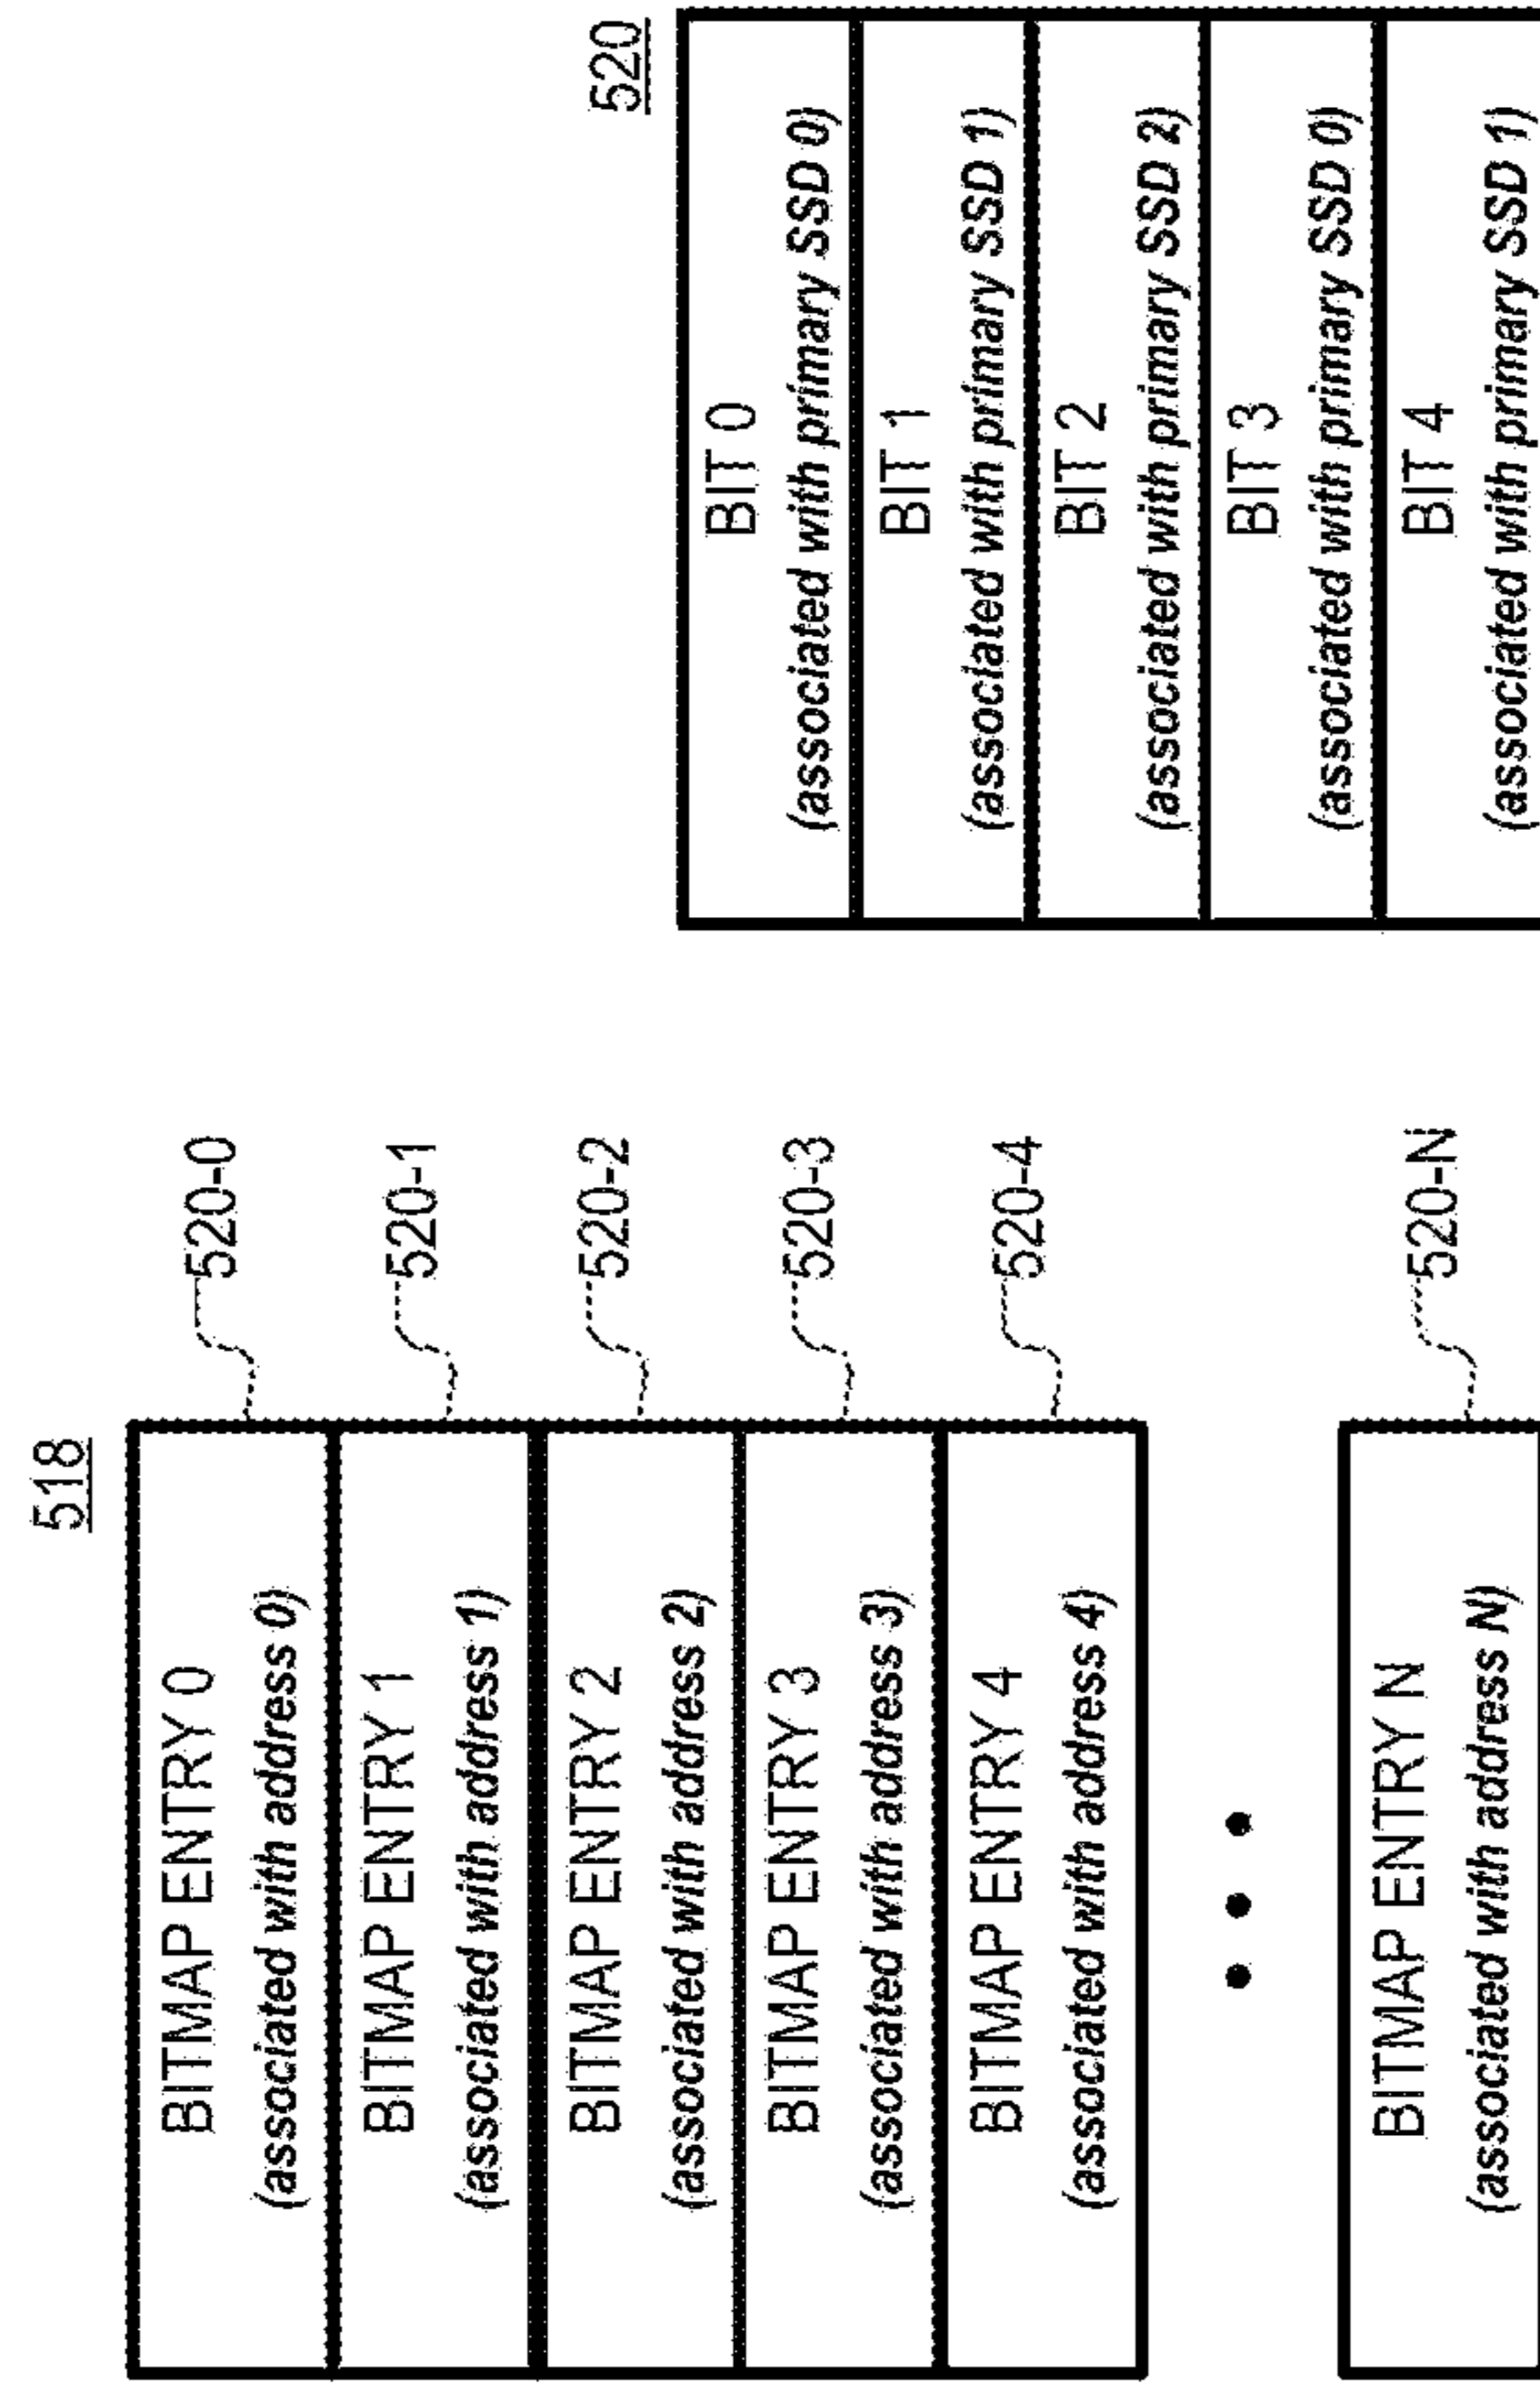 518
BITMAP ENTRY 0
(associated with address 0)
520-0
BITMAP ENTRY 1
(associated with address 1)
520-1
BITMAP ENTRY 2
(associated with address 2)
520-2
BITMAP ENTRY 3
(associated with address 3)
520-3
BITMAP ENTRY 4
(associated with address 4)
520-4
BITMAP ENTRY N
(associated with address N)
520-N
520
BIT 0
(associated with primary SSD 0)
BIT 1
(associated with primary SSD 1)
BIT 2
(associated with primary SSD 2)
BIT 3
(associated with primary SSD 0)
BIT 4
(associated with primary SSD 1)